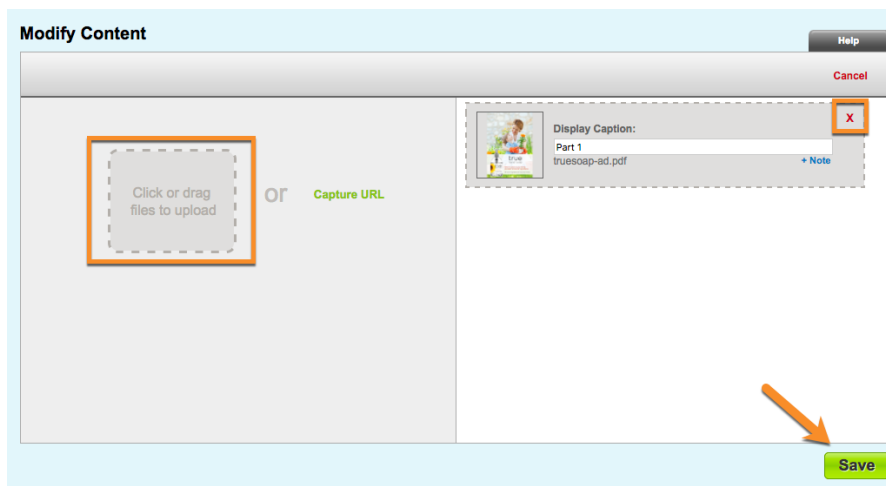 Modify Content
Help
Cancel
Click or drag
files to upload
or
Capture URL
X
Display Caption:
Part 1
truesoap-ad.pdf
+ Note
true
Save